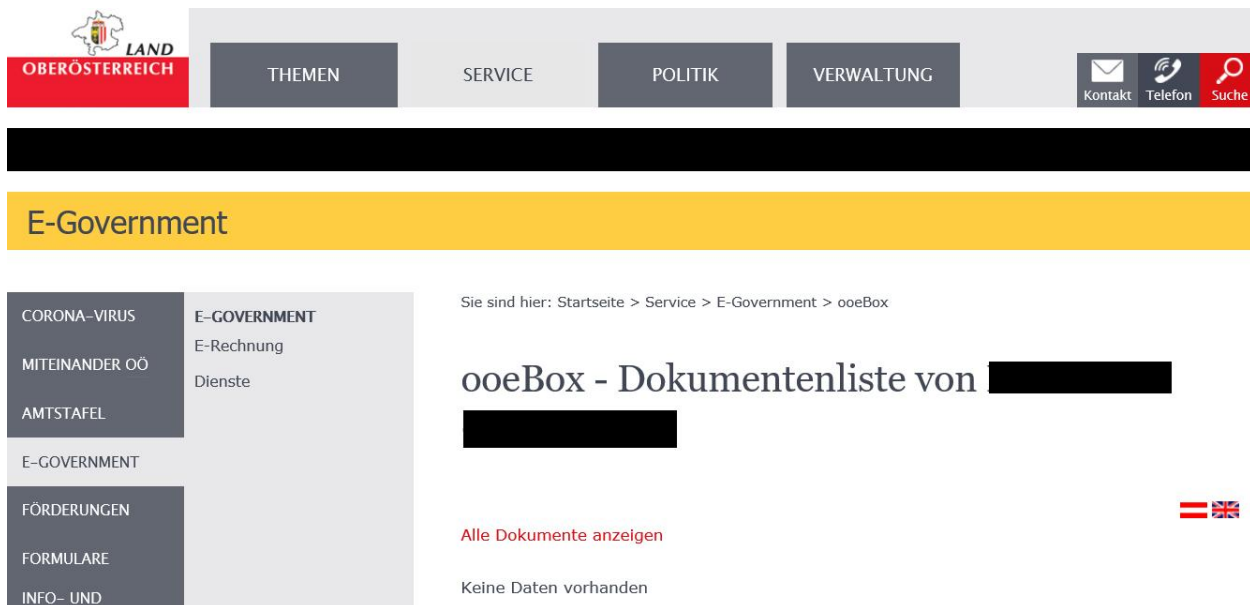 LAND
OBERÖSTERREICH
THEMEN
SERVICE
POLITIK
VERWALTUNG
Kontakt
Telefon
Suche
E-Government
CORONA-VIRUS
MITEINANDER OÖ
AMTSTAFEL
E-GOVERNMENT
FÖRDERUNGEN
FORMULARE
INFO- UND
E-GOVERNMENT
E-Rechnung
Dienste
Sie sind hier: Startseite > Service > E-Government > ooeBox
ooeBox - Dokumentenliste von
Alle Dokumente anzeigen
Keine Daten vorhanden